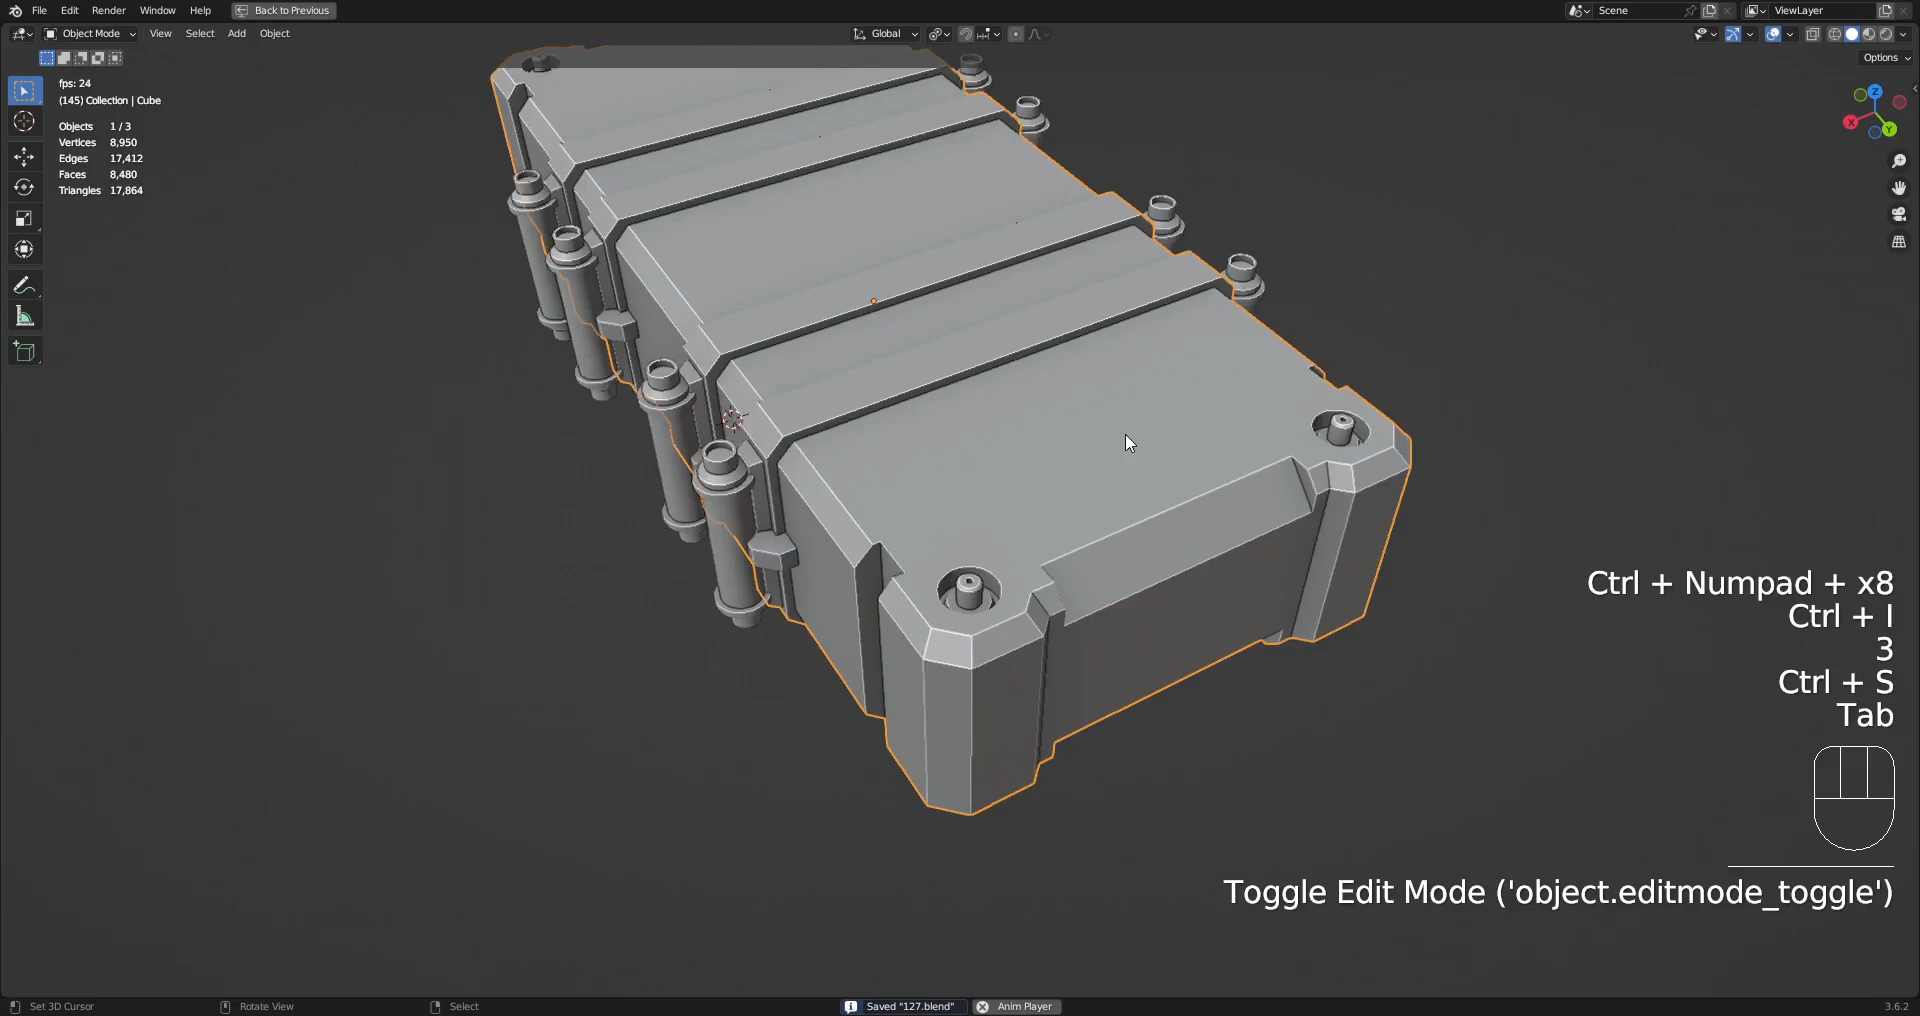 File Edit Render Window Help Back to Previous Scene ViewLayer
Object Mode View Select Add Object Global
Options
fps: 24
(145) Collection | Cube
Objects 1 / 3
Vertices 8,950
Edges 17,412
Faces 8,480
Triangles 17,864
Z
X
Y
Ctrl + Numpad + x8
Ctrl + I
3
Ctrl + S
Tab
Toggle Edit Mode ('object.editmode_toggle')
Set 3D Cursor Rotate View Select Saved "127.blend" Anim Player 3.6.2